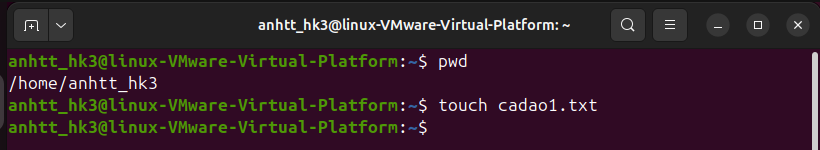 anhtt_hk3@linux-VMware-Virtual-Platform: ~
anhtt_hk3@linux-VMware-Virtual-Platform:~$ pwd
/home/anhtt_hk3
anhtt_hk3@linux-VMware-Virtual-Platform:~$ touch cadao1.txt
anhtt_hk3@linux-VMware-Virtual-Platform:~$